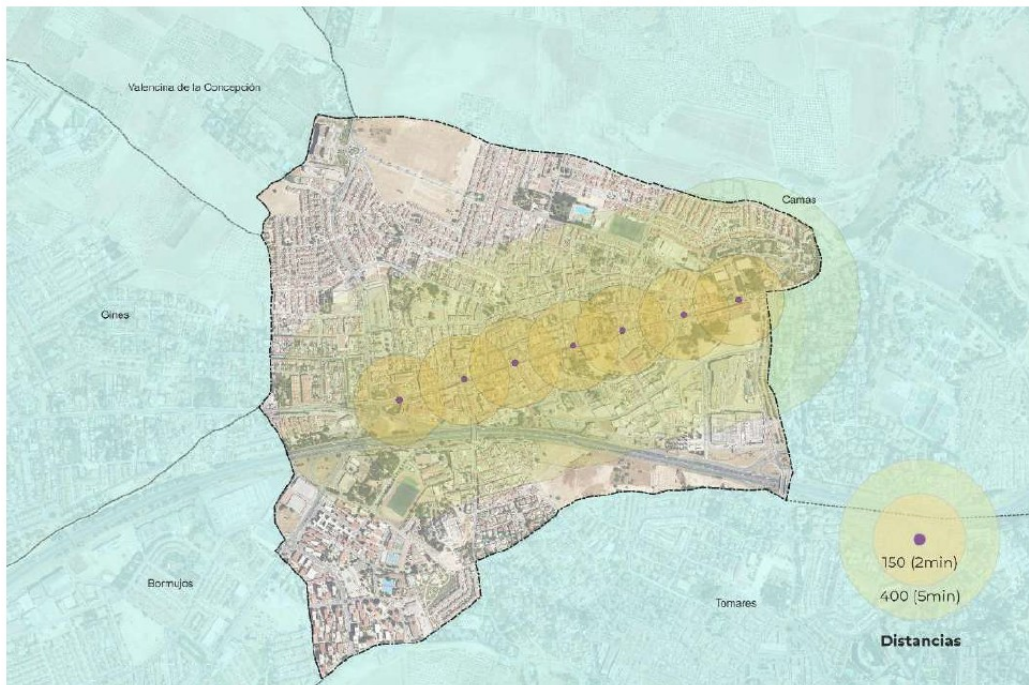 Valencina de la Concepción
Camas
Gines
Bormujos
Tomares
150 (2min)
400 (5min)
Distancias